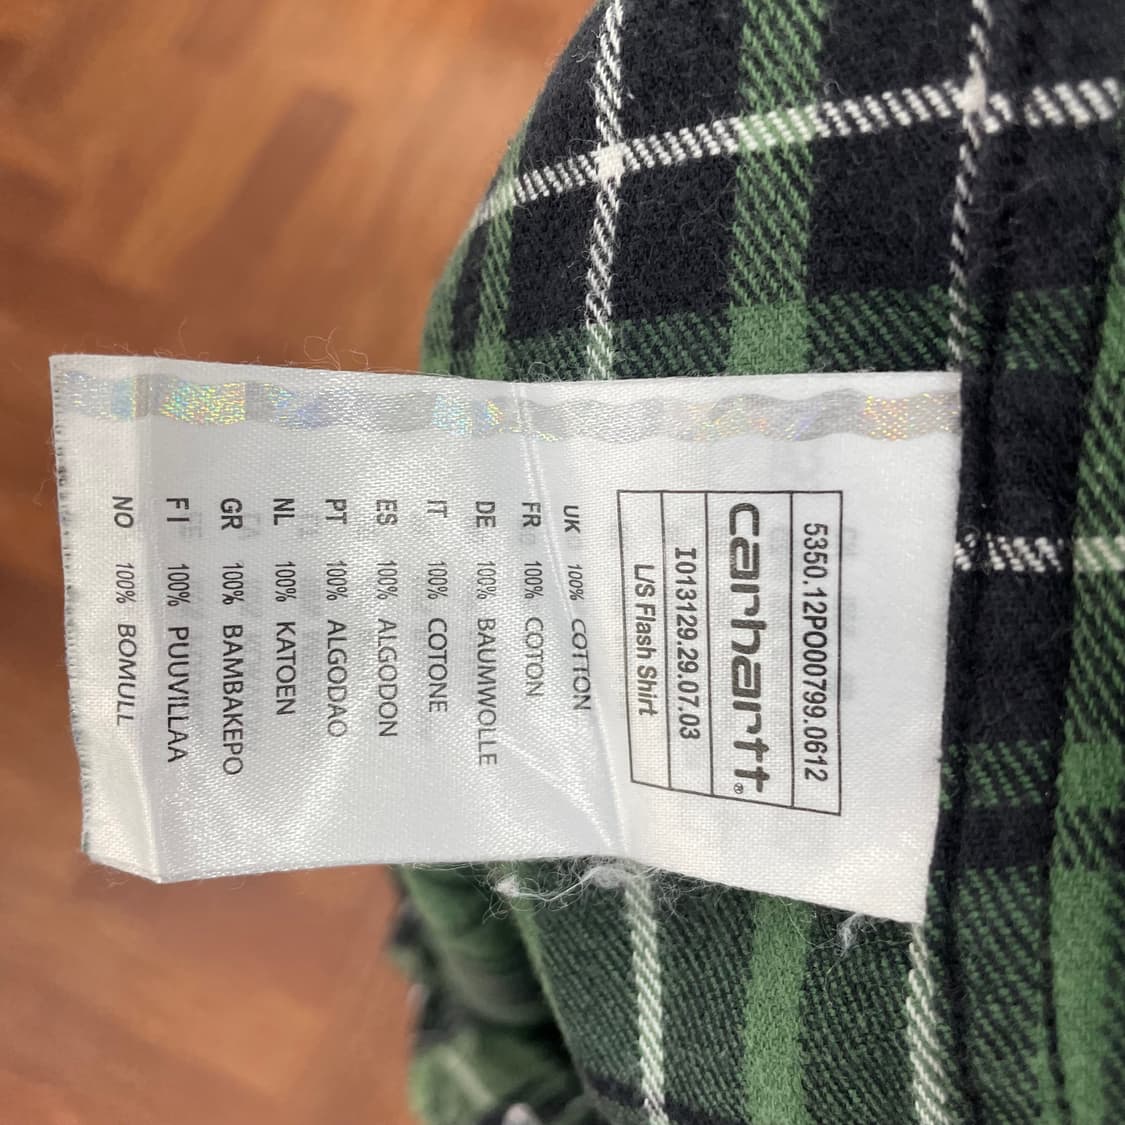 5350.12PO00799.0612
carhartt®
I013129.29.07.03
L/S Flash Shirt
UK 100% COTTON
FR 100% COTON
DE 100% BAUMWOLLE
IT 100% COTONE
ES 100% ALGODON
PT 100% ALGODAO
NL 100% KATOEN
GR 100% BAMBAKEPO
FI 100% PUUVILLAA
NO 100% BOMULL